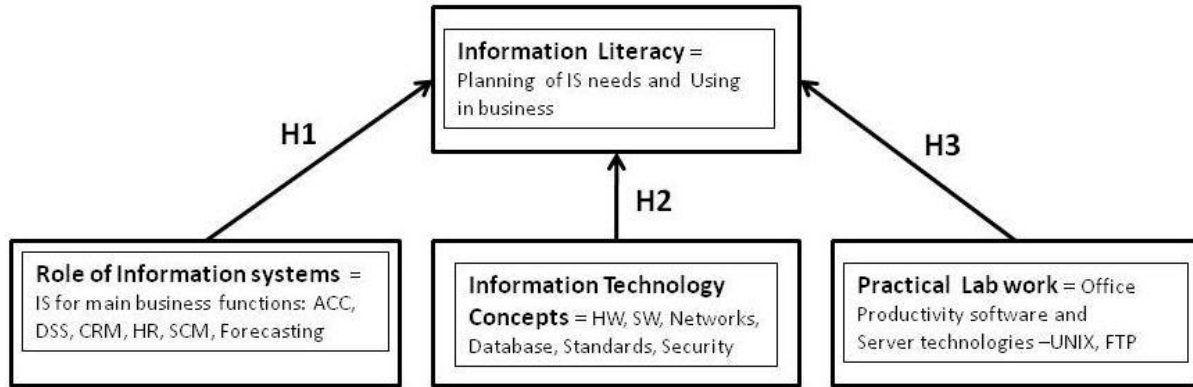 Information Literacy =
Planning of IS needs and Using
in business
H1
H2
H3
Role of Information systems =
IS for main business functions: ACC,
DSS, CRM, HR, SCM, Forecasting
Information Technology
Concepts = HW, SW, Networks,
Database, Standards, Security
Practical Lab work = Office
Productivity software and
Server technologies –UNIX, FTP